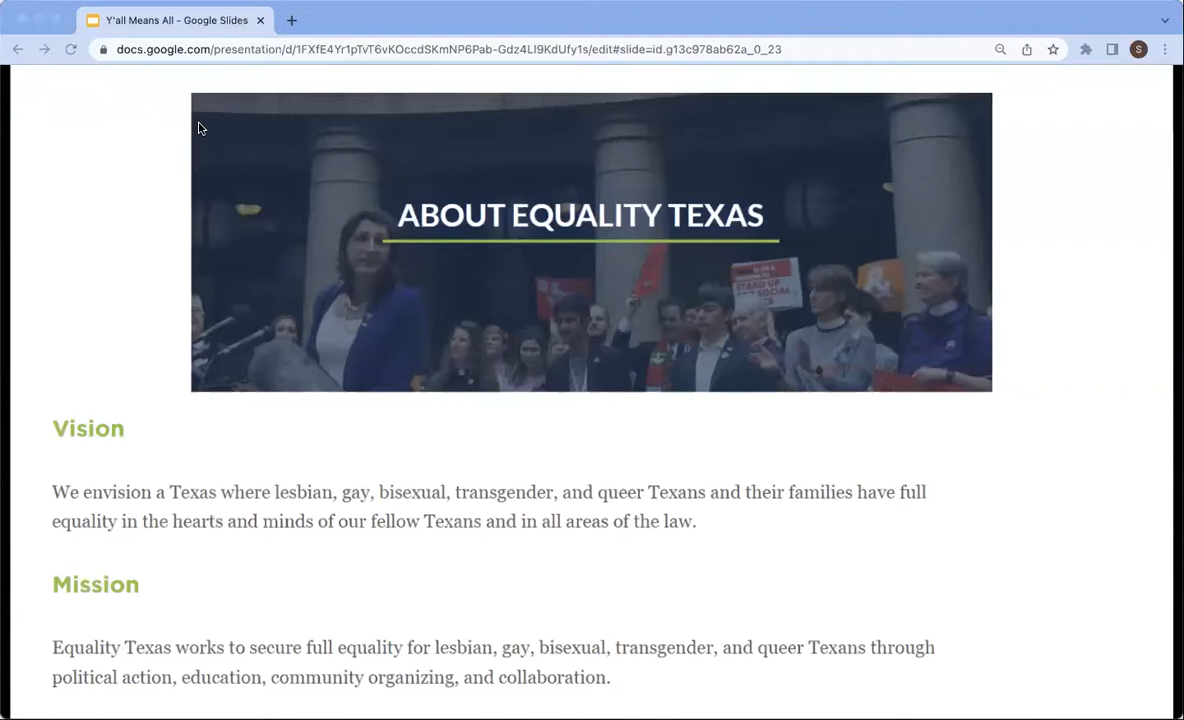 Y'all Means All - Google Slides
docs.google.com/presentation/d/1FXfE4Yr1pTvT6vKOccdSKmNP6Pab-Gdz4LI9KdUfy1s/edit#slide=id.g13c978ab62a_0_23
S
ABOUT EQUALITY TEXAS
STAND UP
SOCIAL
Vision
We envision a Texas where lesbian, gay, bisexual, transgender, and queer Texans and their families have full
equality in the hearts and minds of our fellow Texans and in all areas of the law.
Mission
Equality Texas works to secure full equality for lesbian, gay, bisexual, transgender, and queer Texans through
political action, education, community organizing, and collaboration.